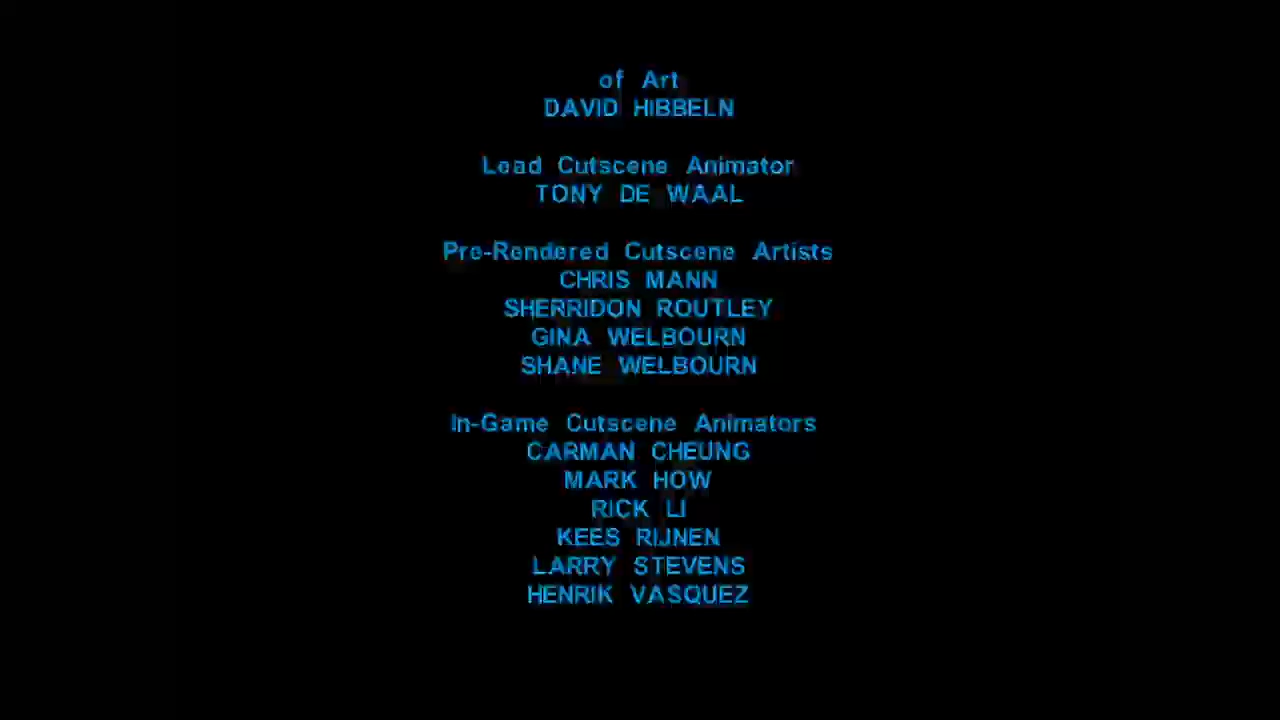 of Art
DAVID HIBBELN
Lead Cutscene Animator
TONY DE WAAL
Pre-Rendered Cutscene Artists
CHRIS MANN
SHERRIDON ROUTLEY
GINA WELBOURN
SHANE WELBOURN
In-Game Cutscene Animators
CARMAN CHEUNG
MARK HOW
RICK LI
KEES RIJNEN
LARRY STEVENS
HENRIK VASQUEZ